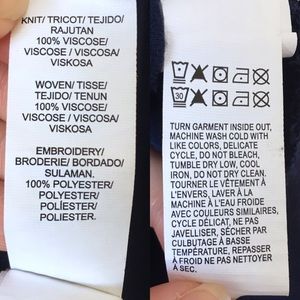 KNIT/ TRICOT/ TEJIDO/
RAJUTAN
100% VISCOSE/
VISCOSE / VISCOSA/
VISKOSA
WOVEN/ TISSE/
TEJIDO/ TENUN
100% VISCOSE/
VISCOSE / VISCOSA/
VISKOSA
EMBROIDERY/
BRODERIE/ BORDADO/
SULAMAN.
100% POLYESTER/
POLYESTER/
POLÍESTER/
POLIESTER.
30
TURN GARMENT INSIDE OUT,
MACHINE WASH COLD WITH
LIKE COLORS, DELICATE
CYCLE, DO NOT BLEACH,
TUMBLE DRY LOW, COOL
IRON, DO NOT DRY CLEAN.
RETOURNER LE VÊTEMENT À
L'ENVERS, LAVER À LA
MACHINE À L'EAU FROIDE
AVEC COULEURS SIMILAIRES,
CYCLE DÉLICAT, NE PAS
JAVELLISER, SÉCHER PAR
CULBUTAGE À BASSE
TEMPÉRATURE, REPASSER
À FROID NE PAS NETTOYER
À SEC.